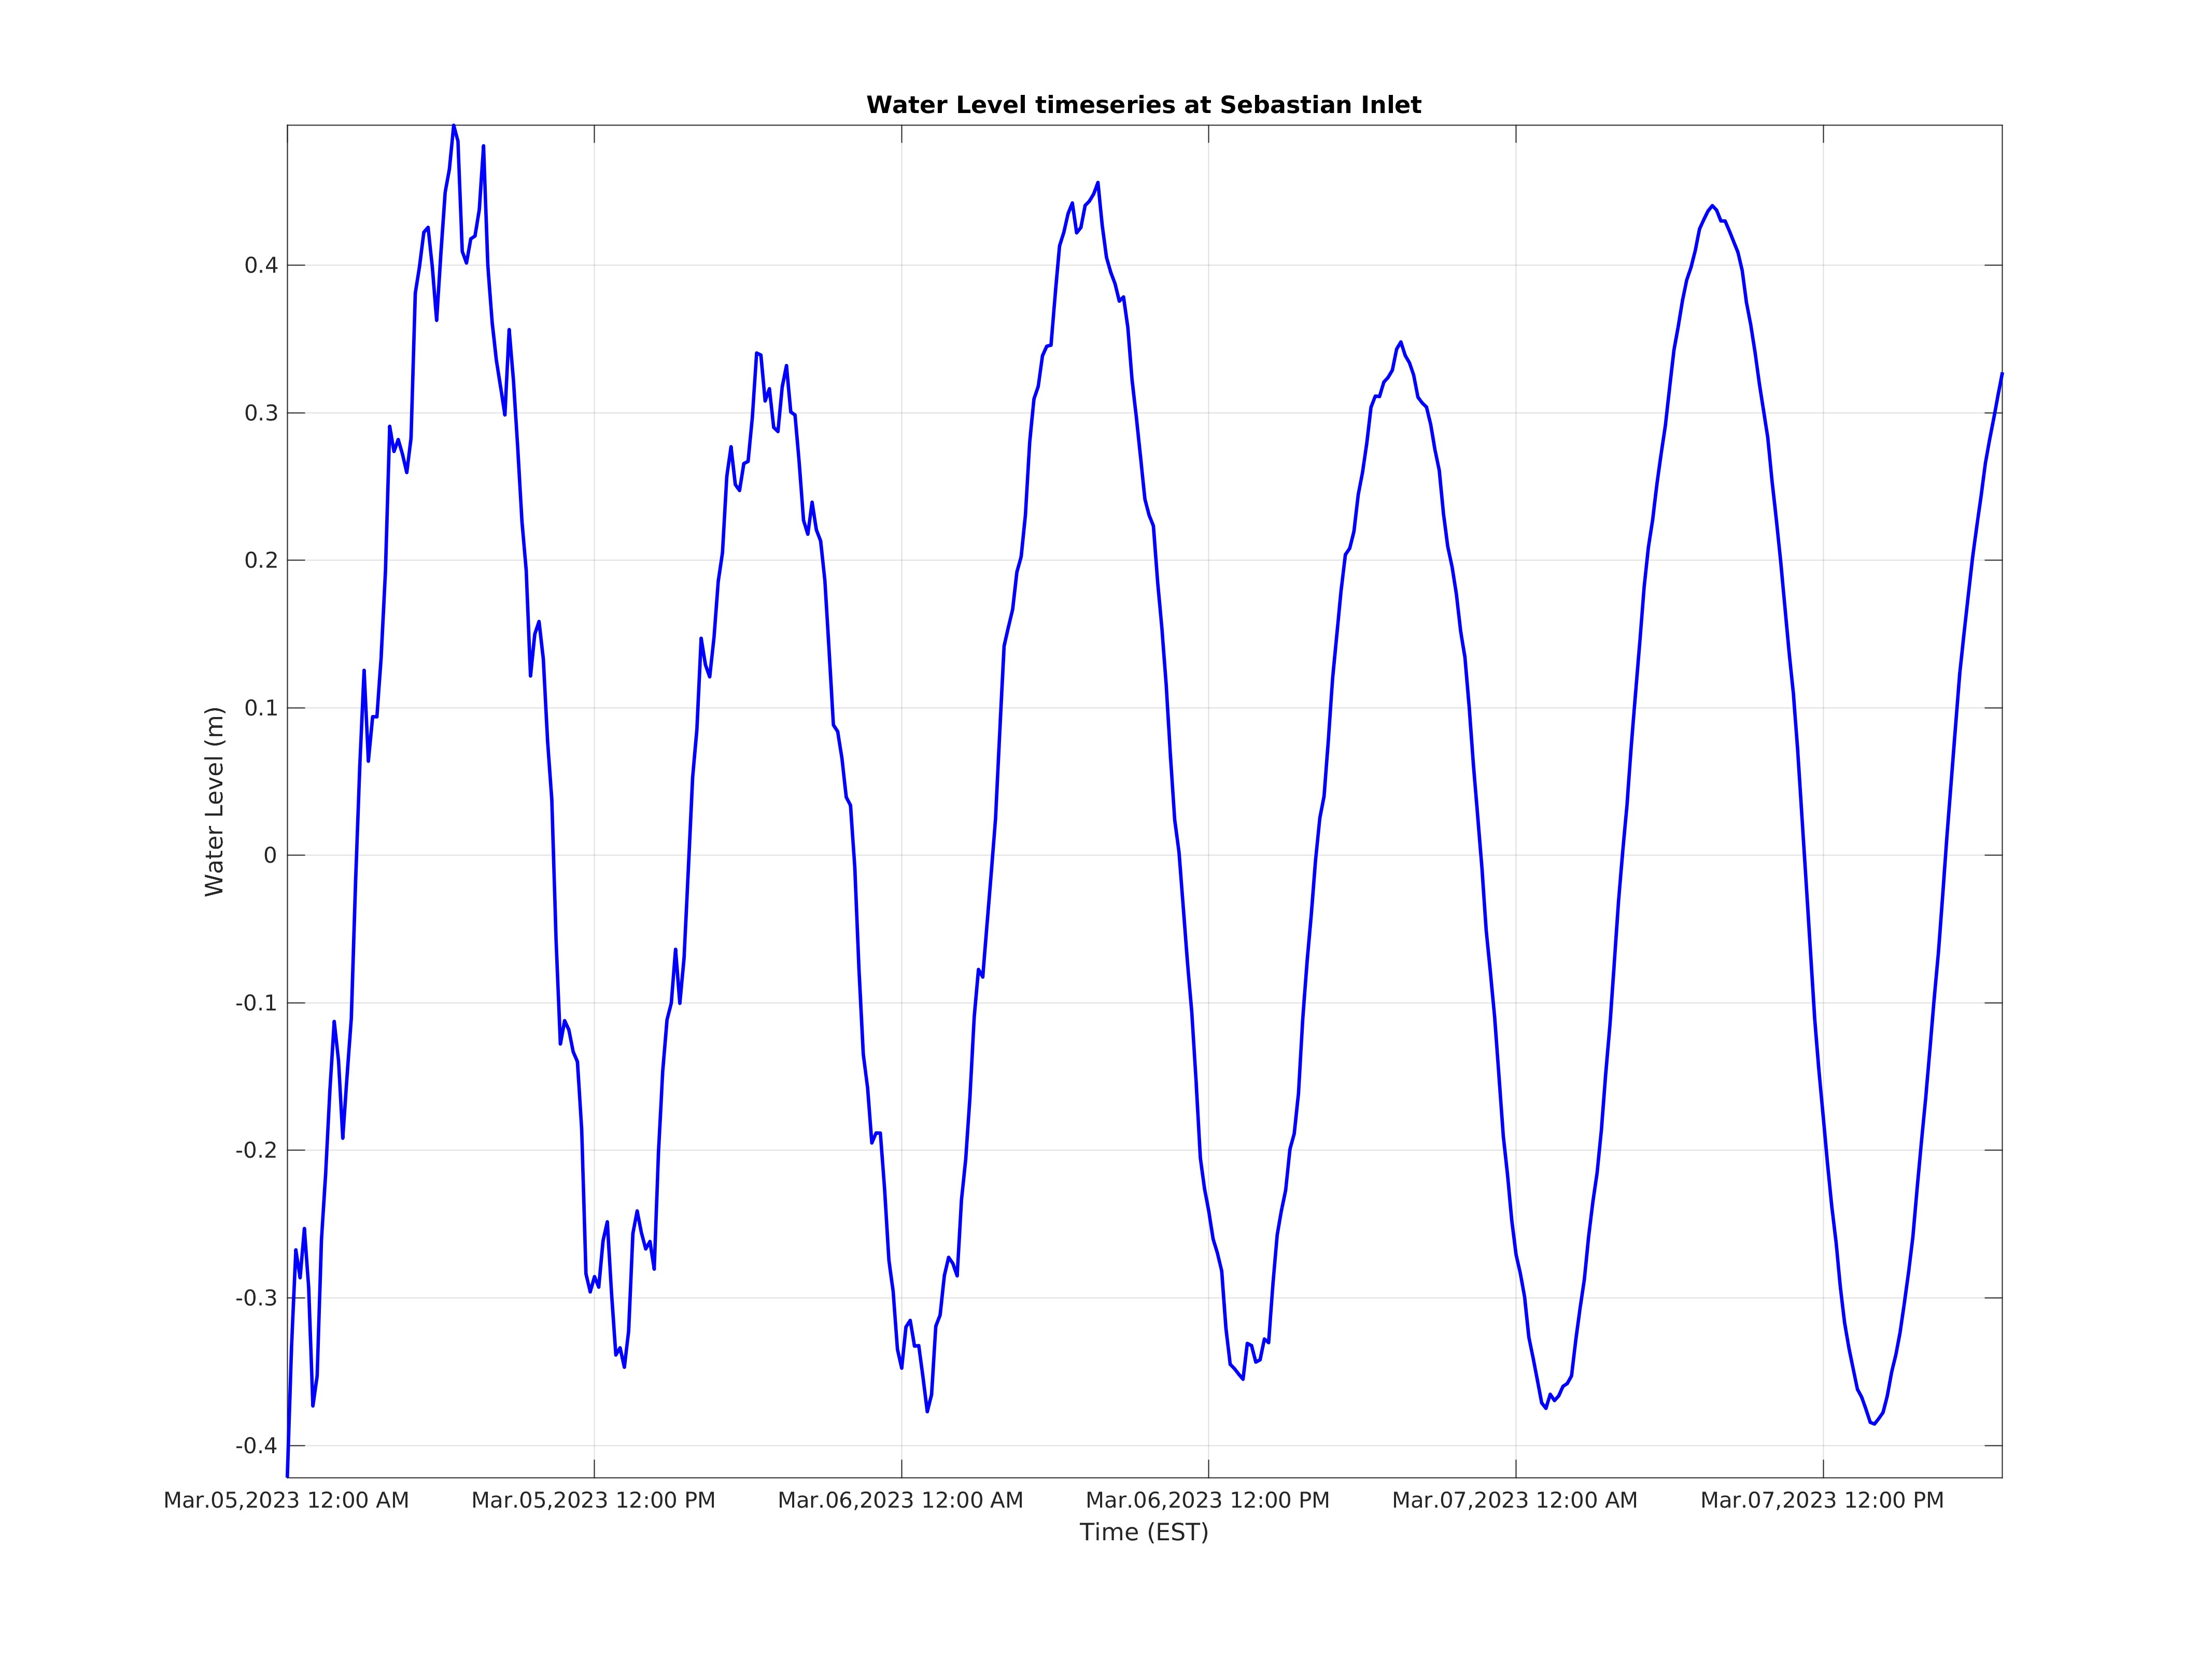 Water Level timeseries at Sebastian Inlet
Water Level (m)
0.4
0.3
0.2
0.1
0
-0.1
-0.2
-0.3
-0.4
Mar.05,2023 12:00 AM Mar.05,2023 12:00 PM Mar.06,2023 12:00 AM Mar.06,2023 12:00 PM Mar.07,2023 12:00 AM Mar.07,2023 12:00 PM
Time (EST)